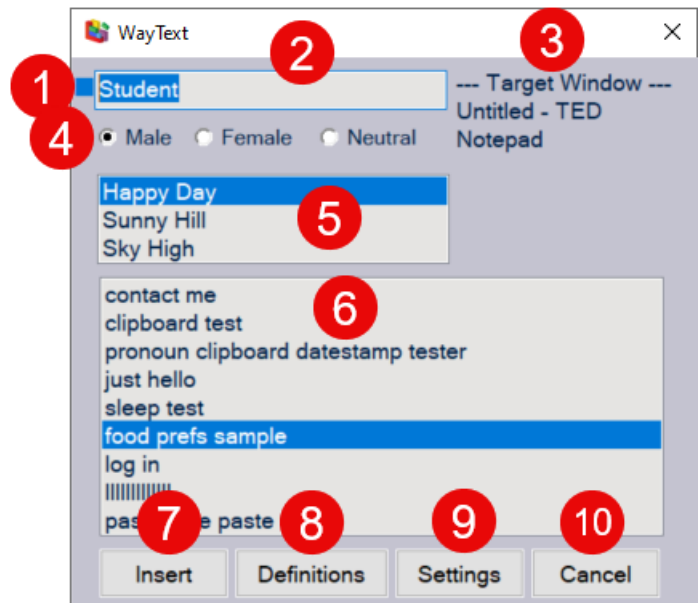 WayText
2
3
1
Student
--- Target Window ---
Untitled - TED
Notepad
4
Male Female Neutral
Happy Day
Sunny Hill
Sky High
5
6
contact me
clipboard test
pronoun clipboard datestamp tester
just hello
sleep test
food prefs sample
log in
paste
7 8 9 10
Insert Definitions Settings Cancel